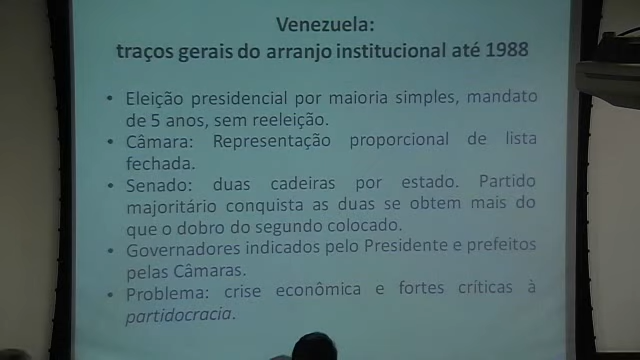 Venezuela:
traços gerais do arranjo institucional até 1988
• Eleição presidencial por maioria simples, mandato
de 5 anos, sem reeleição.
• Câmara: Representação proporcional de lista
fechada.
• Senado: duas cadeiras por estado. Partido
majoritário conquista as duas se obtem mais do
que o dobro do segundo colocado.
• Governadores indicados pelo Presidente e prefeitos
pelas Câmaras.
• Problema: crise econômica e fortes críticas à
partidocracia.